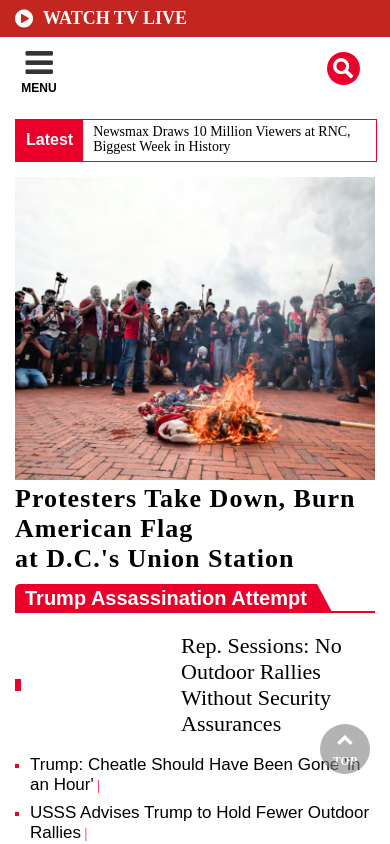 WATCH TV LIVE
MENU
Latest
Newsmax Draws 10 Million Viewers at RNC,
Biggest Week in History
Protesters Take Down, Burn
American Flag
at D.C.'s Union Station
Trump Assassination Attempt
Rep. Sessions: No
Outdoor Rallies
Without Security
Assurances
TOP
Trump: Cheatle Should Have Been Gone 'in
an Hour' |
USSS Advises Trump to Hold Fewer Outdoor
Rallies |